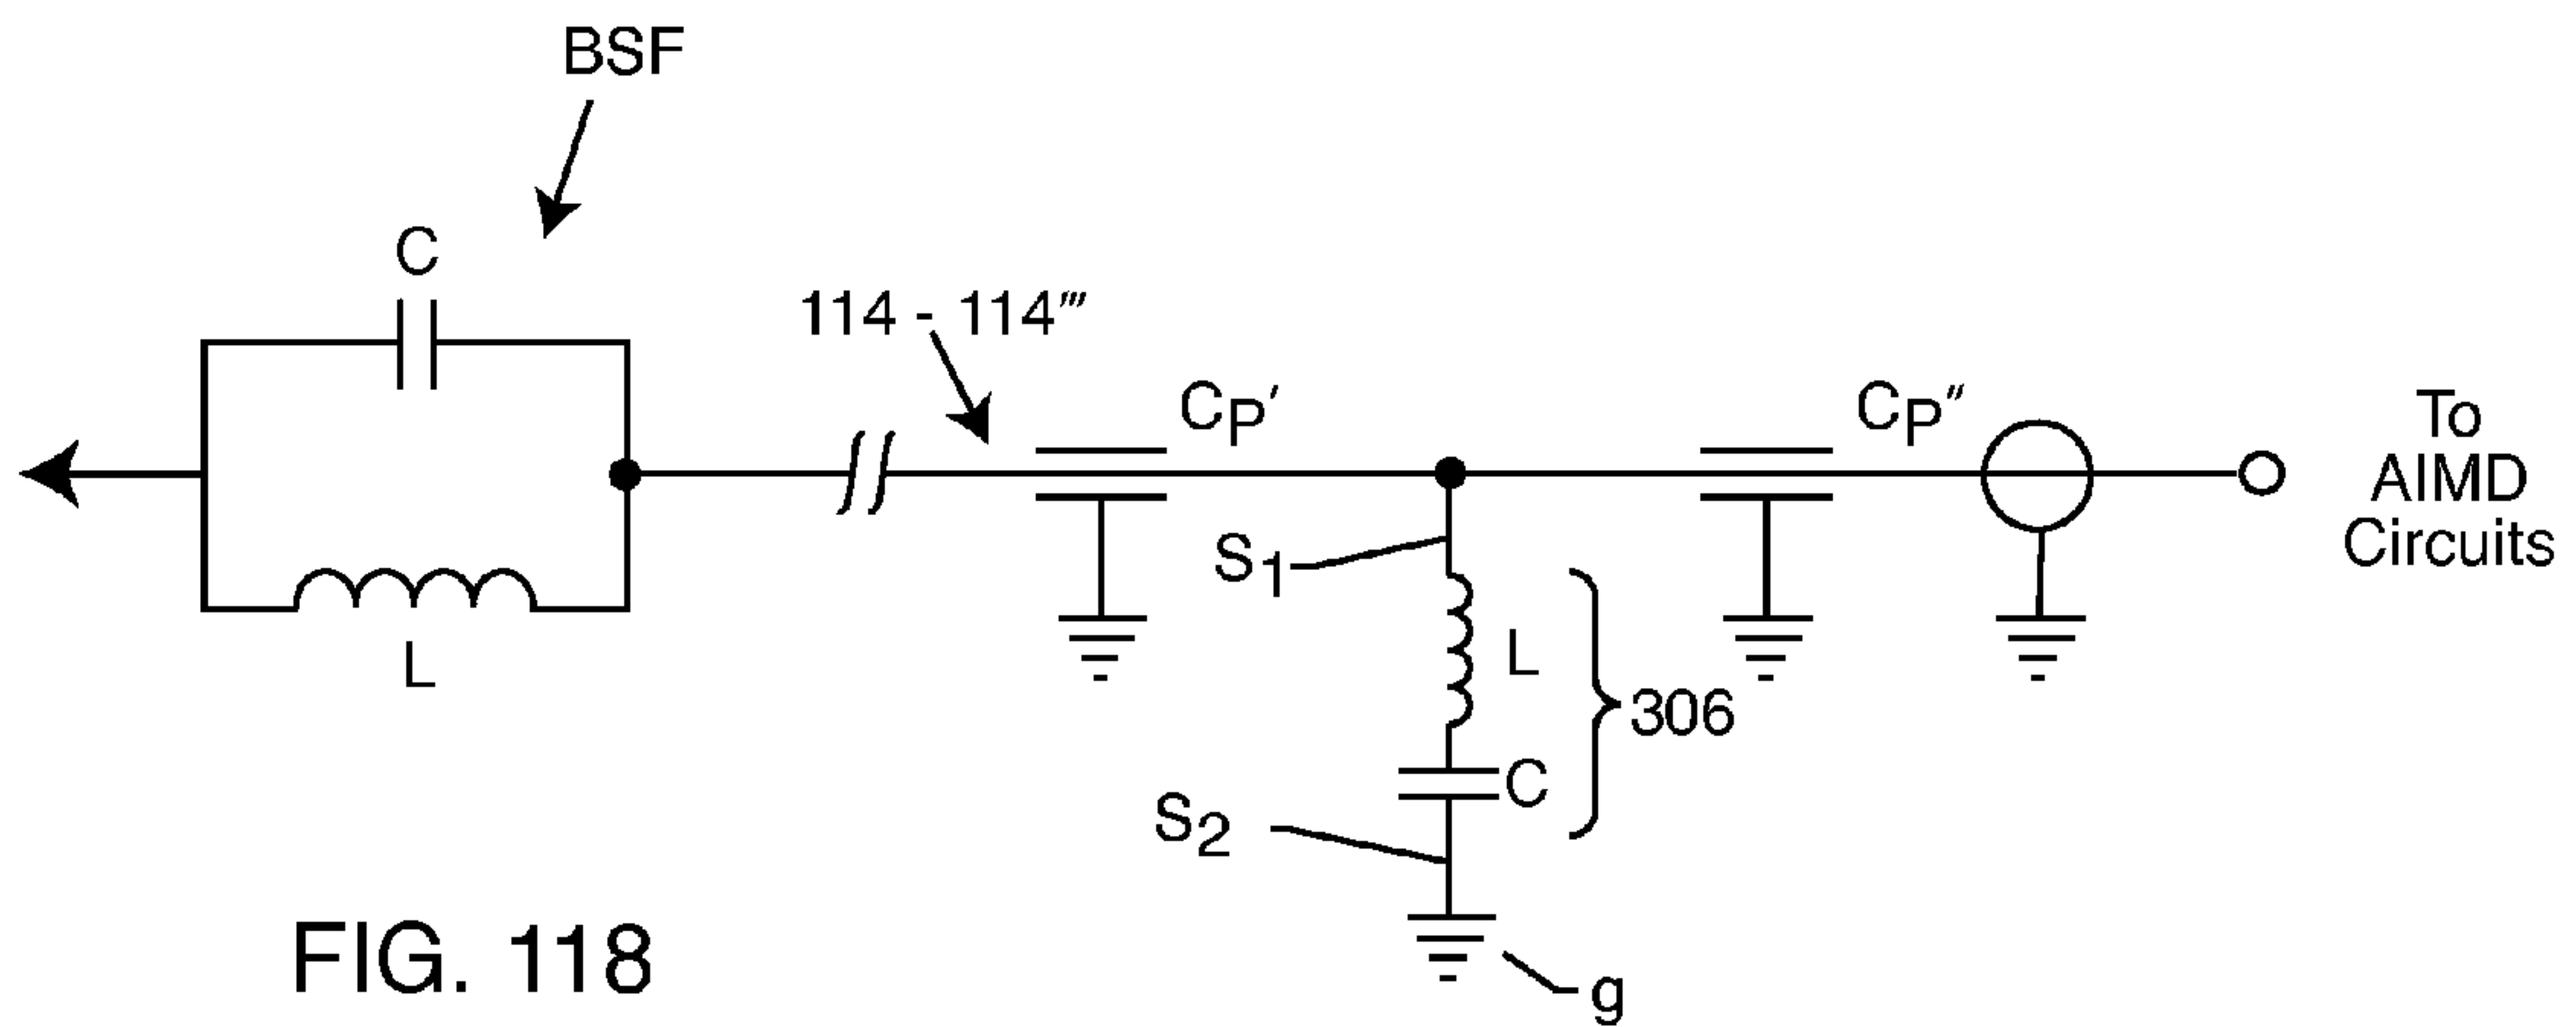 BSF
C
L
114 - 114‴
CP′
CP″
To
AIMD
Circuits
S1
L
306
C
S2
g
FIG. 118